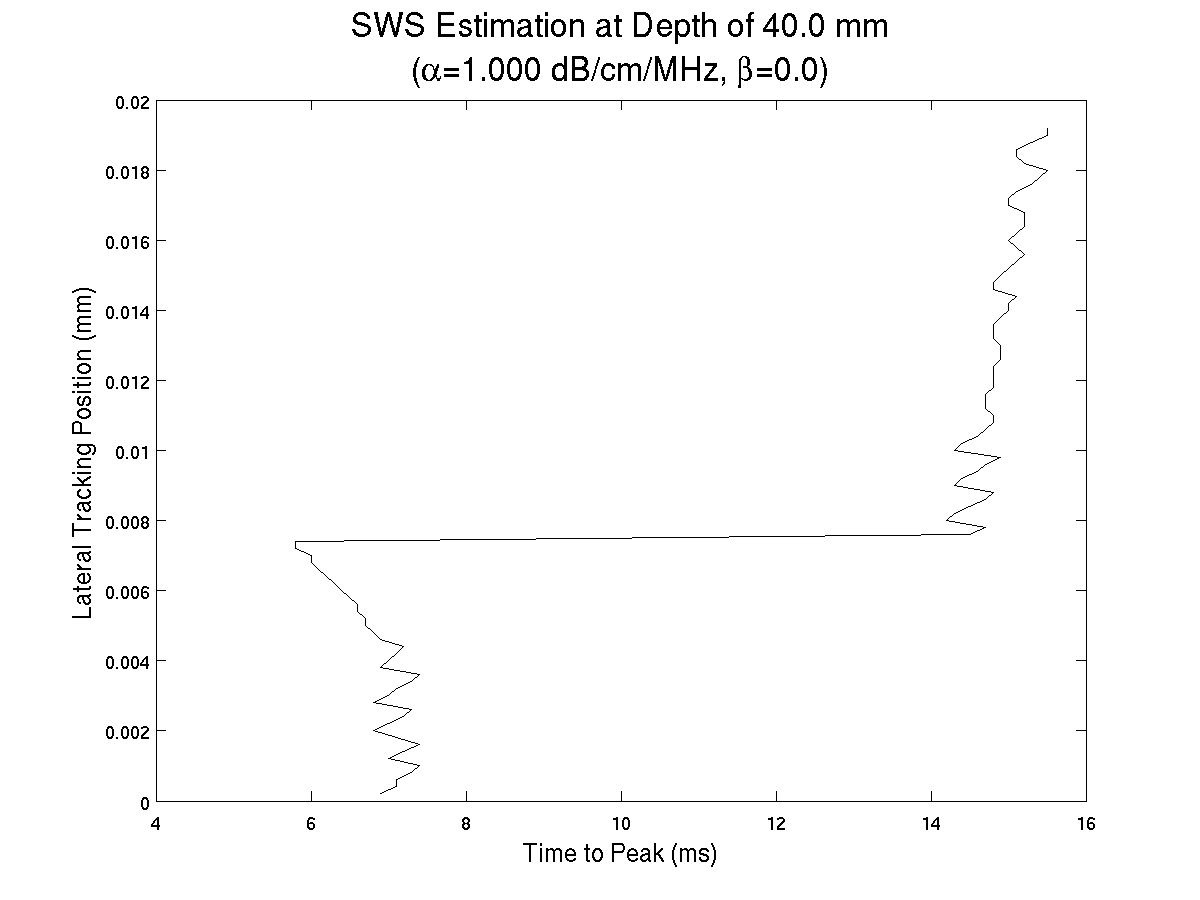 SWS Estimation at Depth of 40.0 mm
(α=1.000 dB/cm/MHz, β=0.0)
0.02
0.018
0.016
0.014
0.012
0.01
0.008
0.006
0.004
0.002
0
Lateral Tracking Position (mm)
4 6 8 10 12 14 16
Time to Peak (ms)